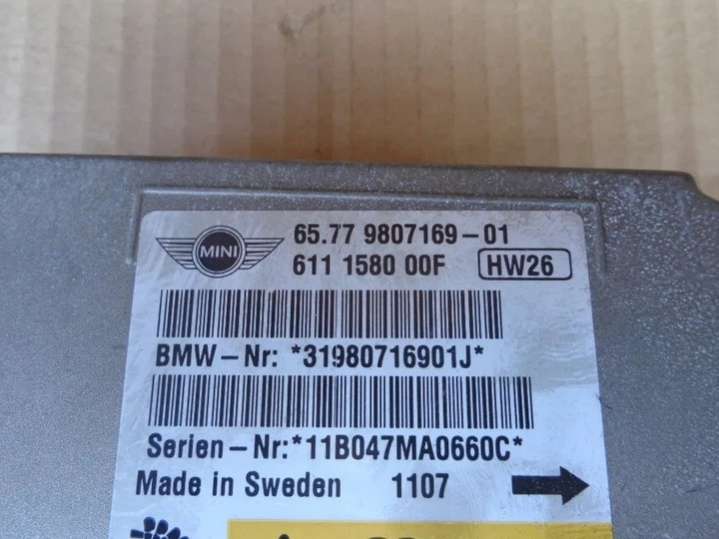 MINI
65.77 9807169-01
611 1580 00F HW26
BMW-Nr: *31980716901J*
Serien-Nr:*11B047MA0660C*
Made in Sweden 1107